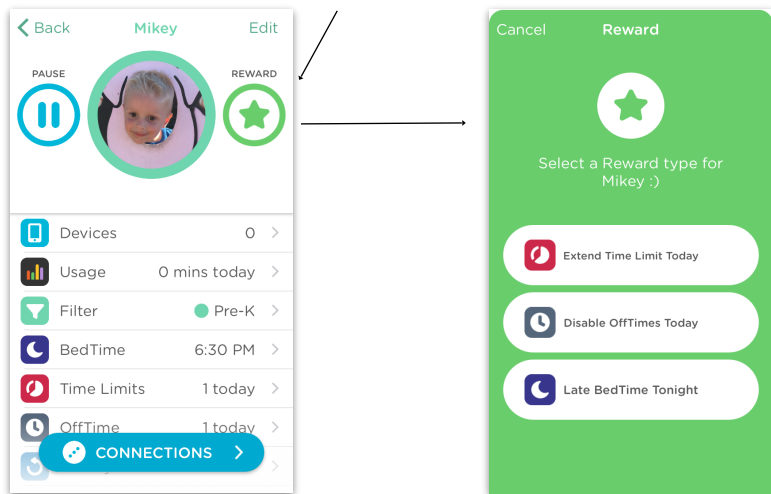 Back
Mikey
Edit
PAUSE
REWARD
Devices
0
Usage
0 mins today
Filter
Pre-K
BedTime
6:30 PM
Time Limits
1 today
OffTime
1 today
CONNECTIONS
Cancel
Reward
Select a Reward type for
Mikey :)
Extend Time Limit Today
Disable OffTimes Today
Late BedTime Tonight